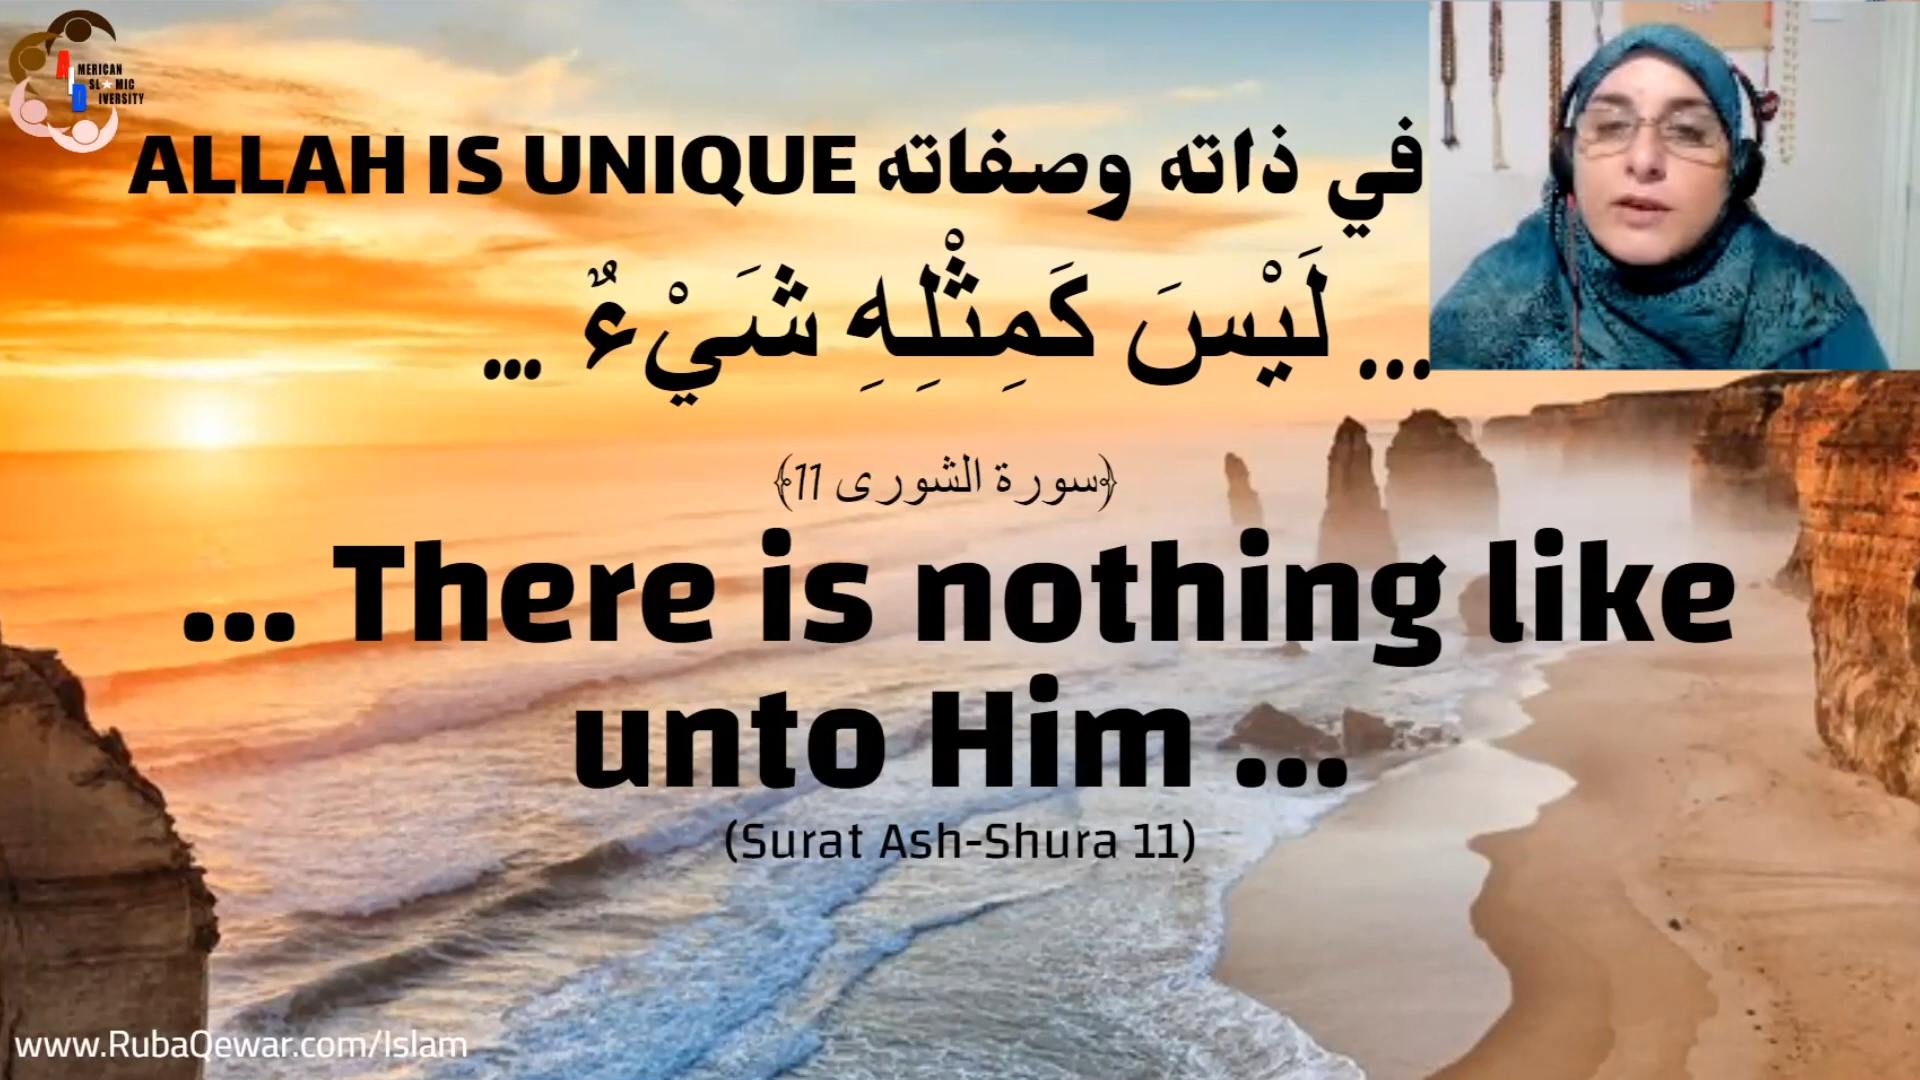 AMERICAN
ISLAMIC
DIVERSITY
ALLAH IS UNIQUE في ذاته وصفاته
... لَيْسَ كَمِثْلِهِ شَيْءٌ ...
﴿سورة الشورى 11﴾
... There is nothing like
unto Him ...
(Surat Ash-Shura 11)
www.RubaQewar.com/Islam